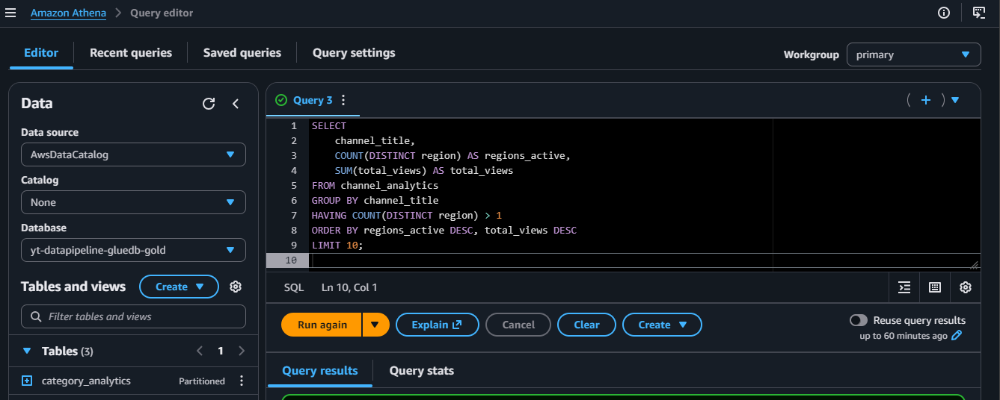 Amazon Athena > Query editor
Editor Recent queries Saved queries Query settings
Workgroup primary
Data
Data source
AwsDataCatalog
Catalog
None
Database
yt-datapipeline-gluedb-gold
Tables and views Create
Filter tables and views
Tables (3) < 1 >
category_analytics Partitioned
Query 3
1 SELECT
2 channel_title,
3 COUNT(DISTINCT region) AS regions_active,
4 SUM(total_views) AS total_views
5 FROM channel_analytics
6 GROUP BY channel_title
7 HAVING COUNT(DISTINCT region) > 1
8 ORDER BY regions_active DESC, total_views DESC
9 LIMIT 10;
10
SQL Ln 10, Col 1
Run again Explain Cancel Clear Create
Reuse query results
up to 60 minutes ago
Query results Query stats